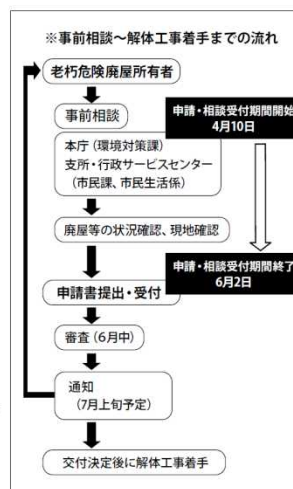 ※事前相談～解体工事着手までの流れ
老朽危険廃屋所有者
事前相談
申請・相談受付期間開始
4月10日
本庁（環境対策課）
支所・行政サービスセンター
（市民課、市民生活係）
廃屋等の状況確認、現地確認
申請・相談受付期間終了
6月2日
申請書提出・受付
審査（6月中）
通知
（7月上旬予定）
交付決定後に解体工事着手